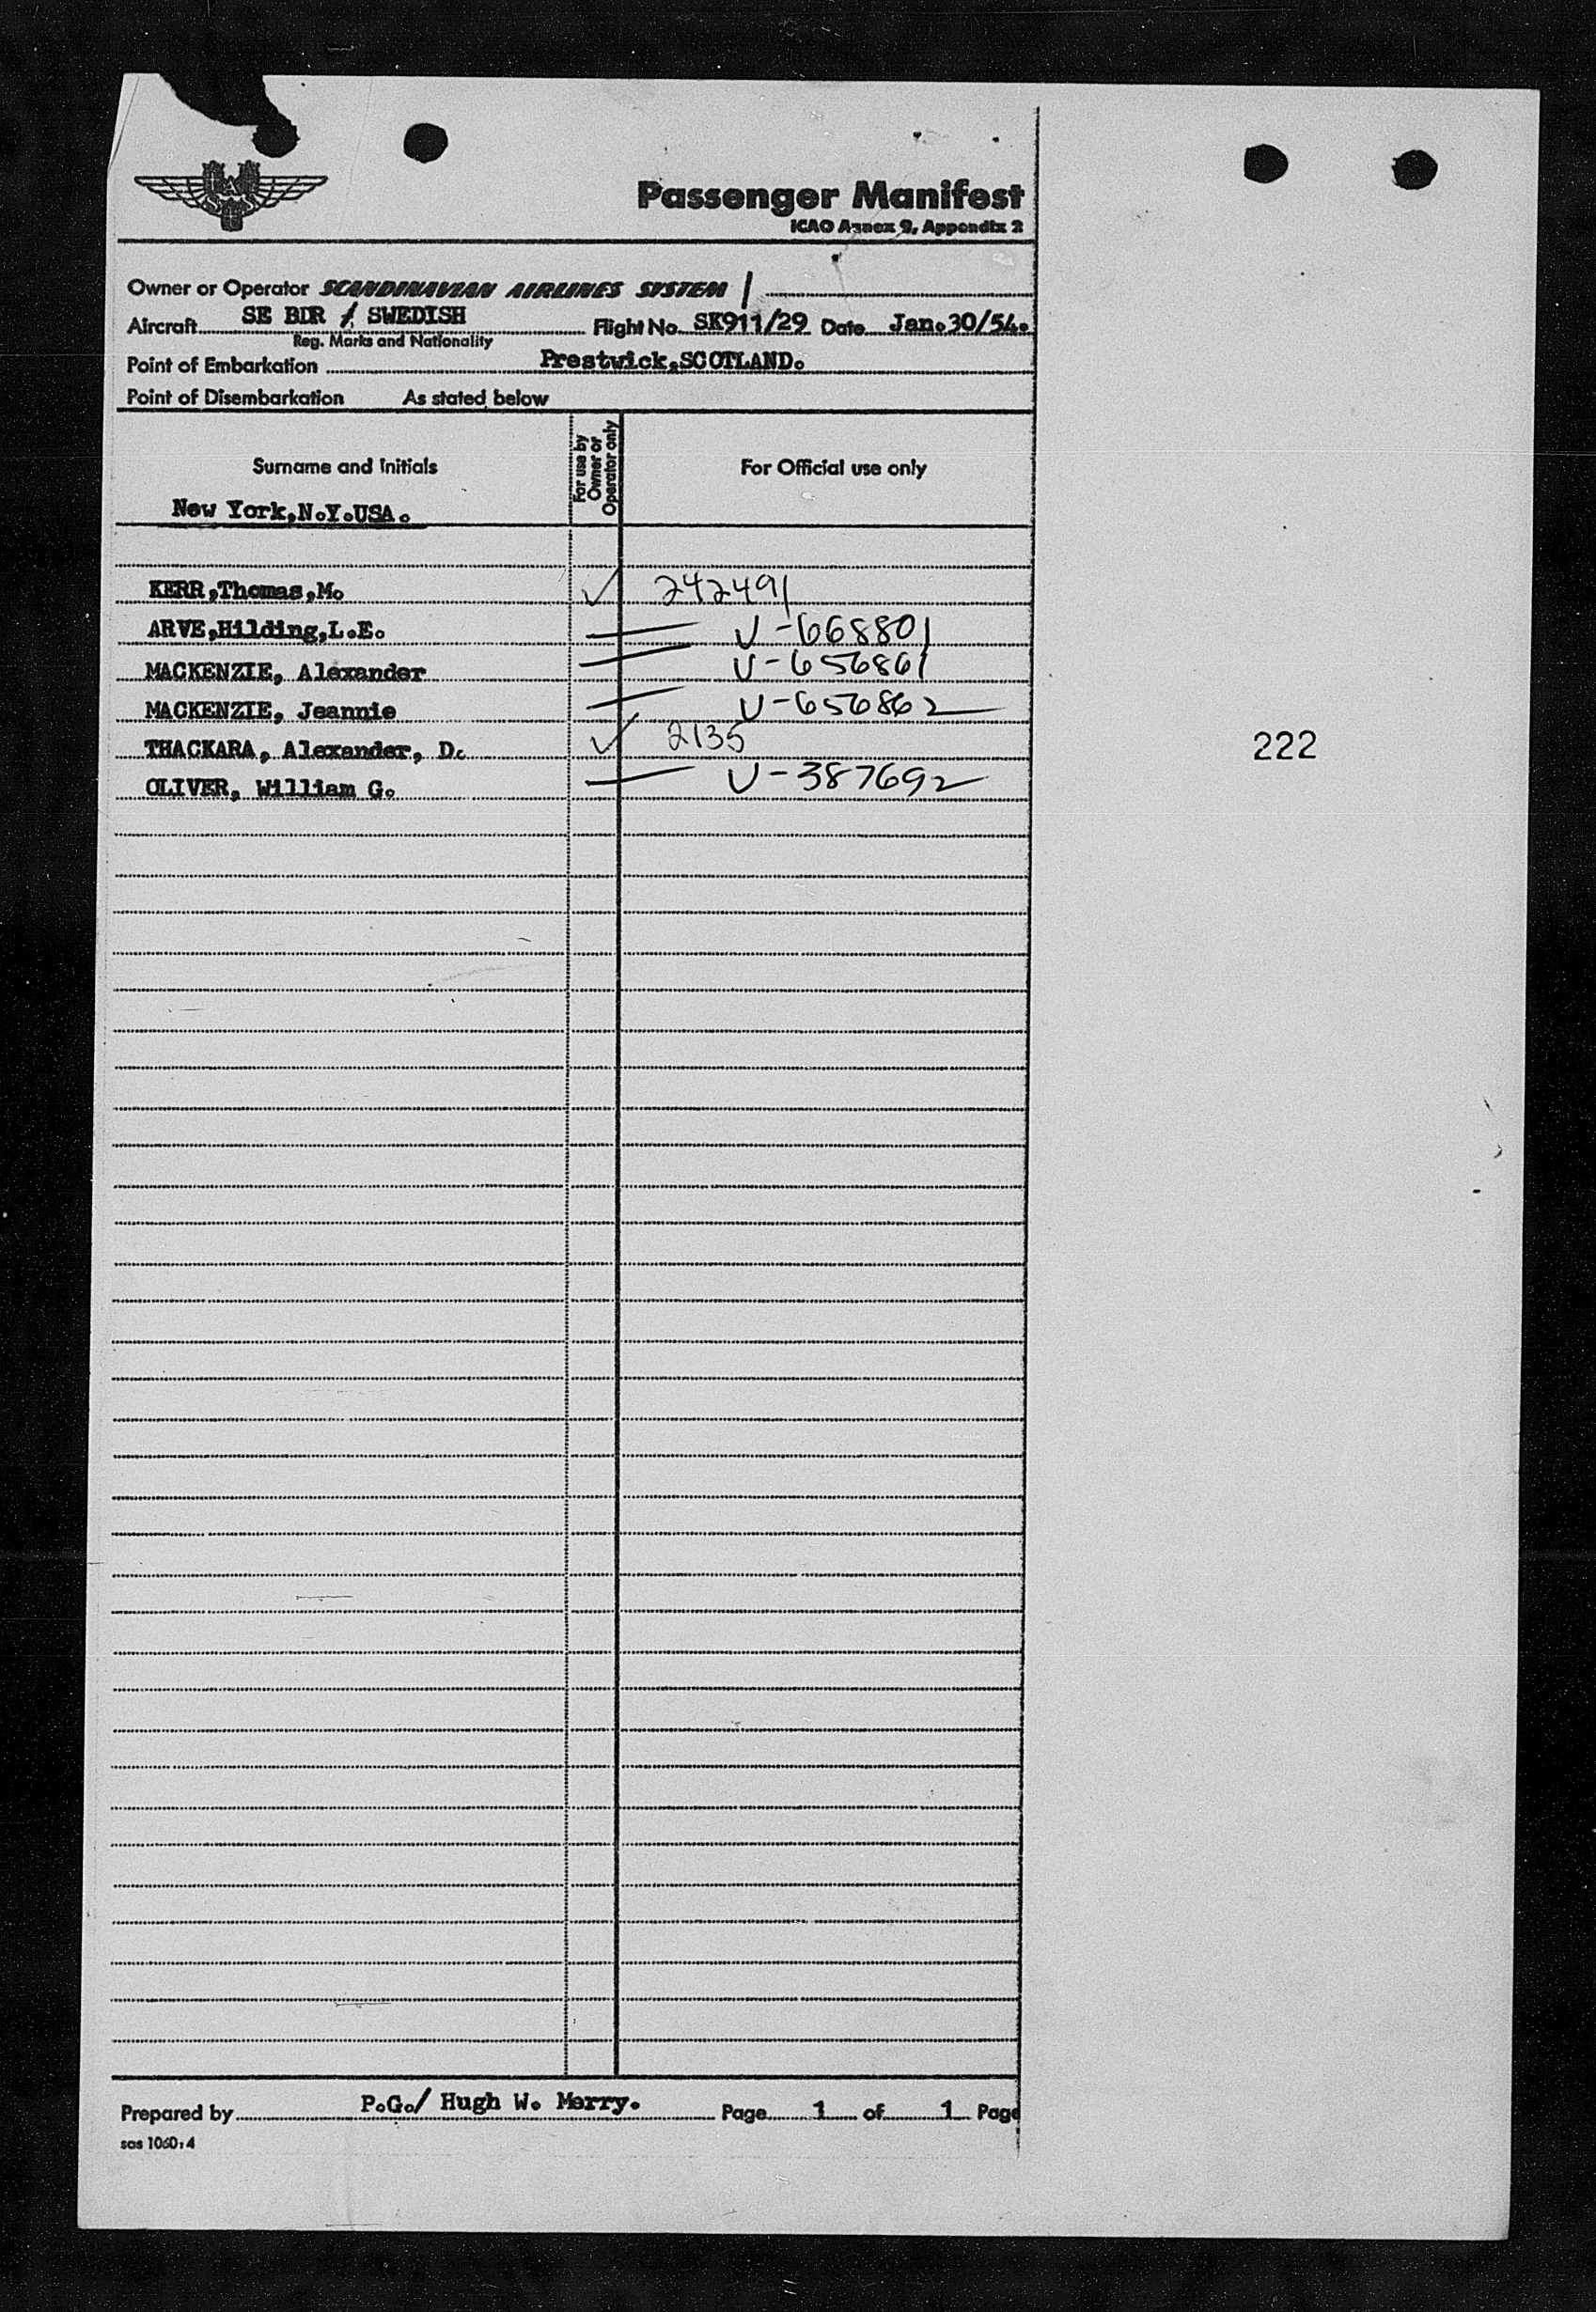 SAS
Passenger Manifest
ICAO Annex 9, Appendix 2
Owner or Operator SCANDINAVIAN AIRLINES SYSTEM
Aircraft SE BDR / SWEDISH Flight No. SK911/29 Date Jan.30/54.
Reg. Marks and Nationality
Point of Embarkation Prestwick,SCOTLAND.
Point of Disembarkation As stated below
Surname and Initials For use by Owner or Operator only For Official use only
New York,N.Y.USA.
KERR,Thomas,M. ✓ 242491
ARVE,Hilding,L.E. — V-668801
MACKENZIE, Alexander — V-656861
MACKENZIE, Jeannie — V-656862
THACKARA, Alexander, D. ✓ 2135
222
OLIVER, William G. — V-387692
Prepared by P.G./ Hugh W. Merry. Page 1 of 1 Page
sas 1060:4